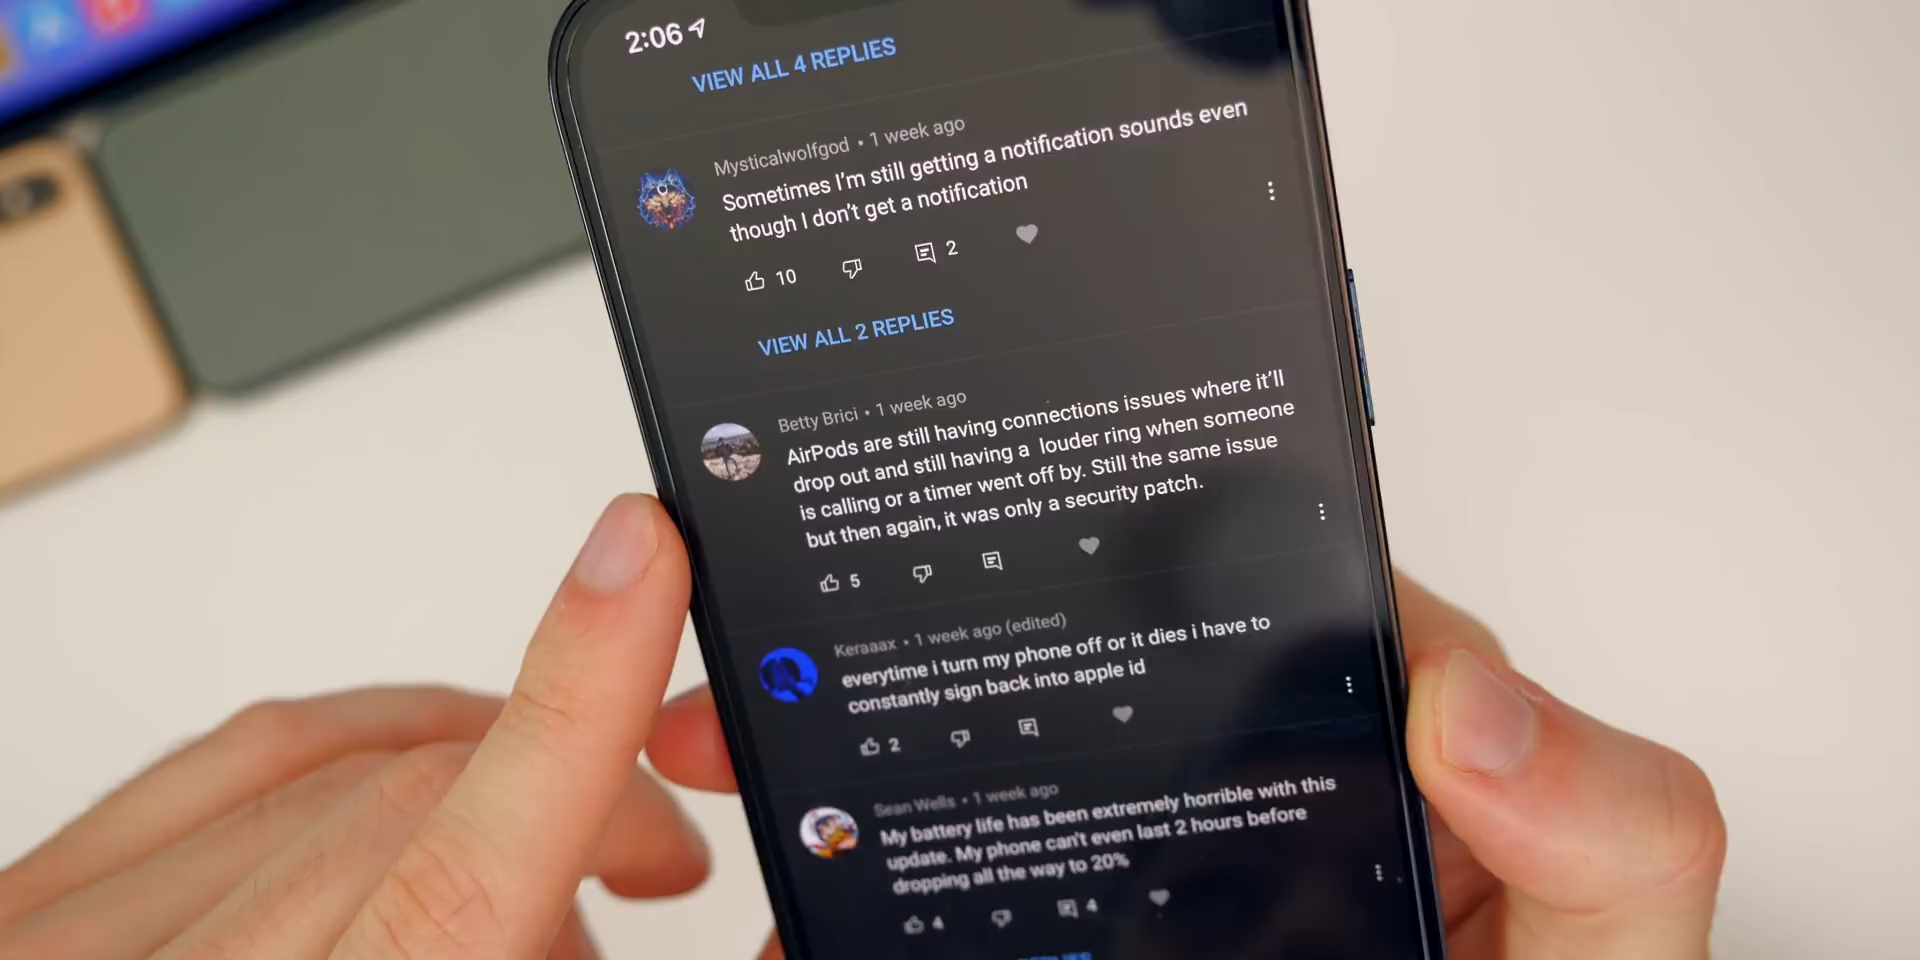 2:06
VIEW ALL 4 REPLIES
Mysticalwolfgod • 1 week ago
Sometimes I'm still getting a notification sounds even
though I don't get a notification
10
2
VIEW ALL 2 REPLIES
Betty Brici • 1 week ago
AirPods are still having connections issues where it'll
drop out and still having a louder ring when someone
is calling or a timer went off by. Still the same issue
but then again, it was only a security patch.
5
Keraaax • 1 week ago (edited)
everytime i turn my phone off or it dies i have to
constantly sign back into apple id
2
Sean Wells • 1 week ago
My battery life has been extremely horrible with this
update. My phone can't even last 2 hours before
dropping all the way to 20%
4
4
REPLIES